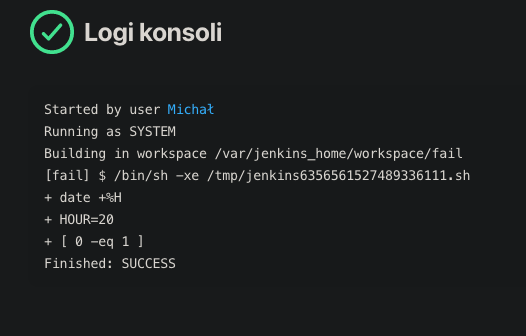 Logi konsoli
Started by user Michał
Running as SYSTEM
Building in workspace /var/jenkins_home/workspace/fail
[fail] $ /bin/sh -xe /tmp/jenkins6356561527489336111.sh
+ date +%H
+ HOUR=20
+ [ 0 -eq 1 ]
Finished: SUCCESS